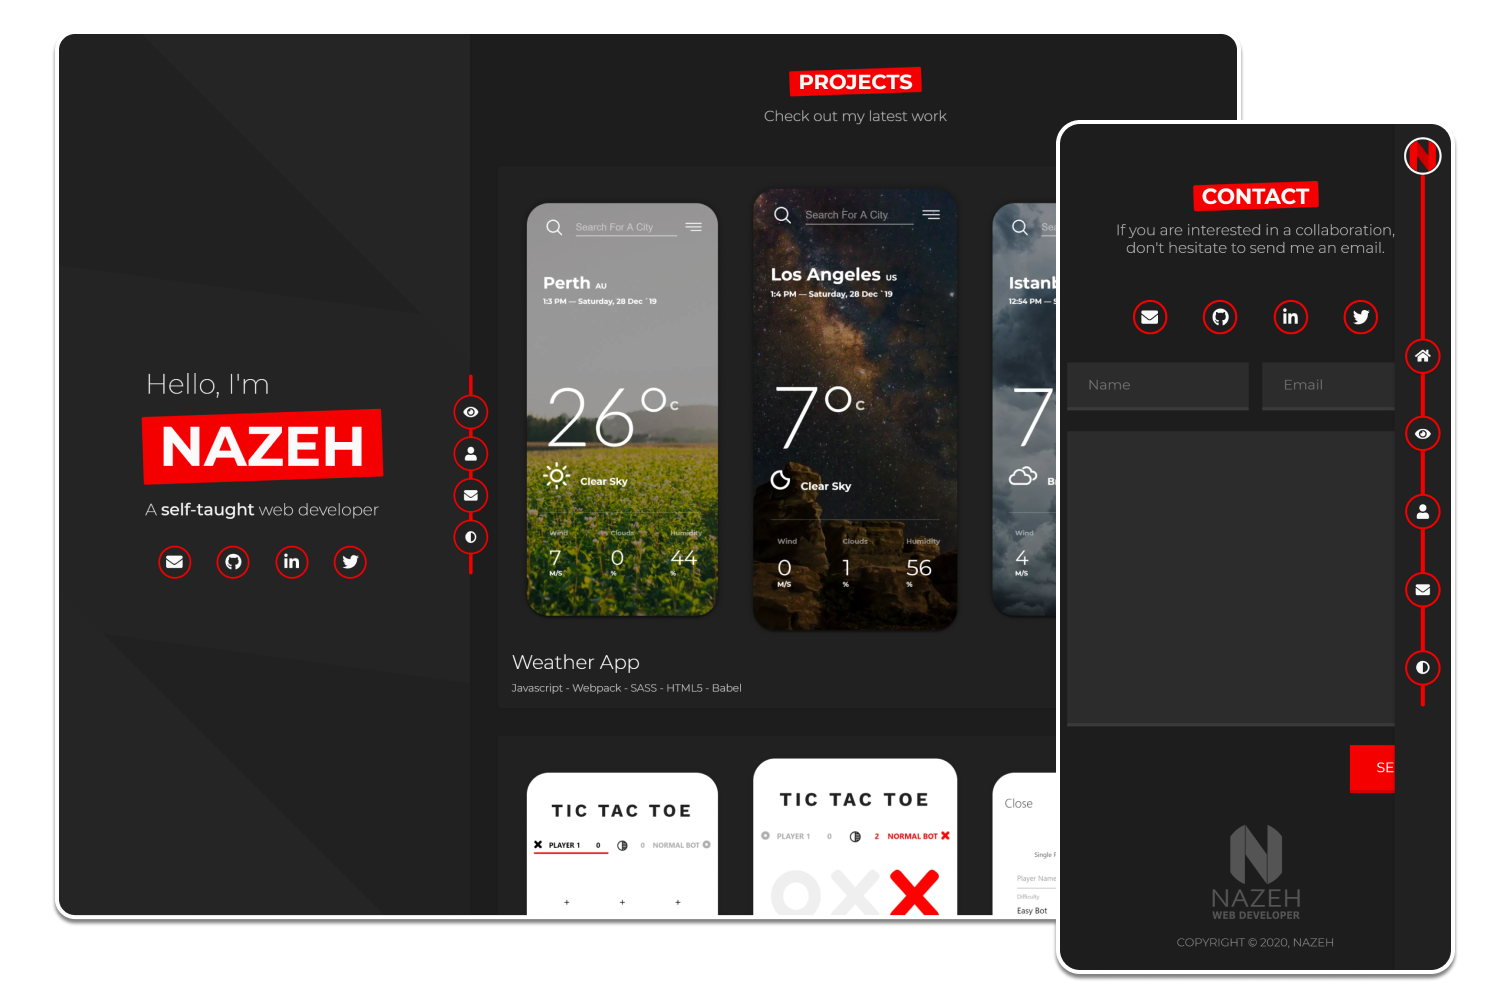 Hello, I'm
NAZEH
A self-taught web developer
PROJECTS
Check out my latest work
Search For A City
Perth AU
1:3 PM — Saturday, 28 Dec `19
26° c
Clear Sky
Wind Clouds Humidity
7 0 44
M/S % %
Search For A City
Los Angeles US
1:4 PM — Saturday, 28 Dec `19
7° c
Clear Sky
Wind Clouds Humidity
0 1 56
M/S % %
Se
Istanb
12:54 PM — S
7
B
Wind
4
M/S
Weather App
Javascript - Webpack - SASS - HTML5 - Babel
TIC TAC TOE
PLAYER 1 0 0 NORMAL BOT
+ + +
TIC TAC TOE
PLAYER 1 0 2 NORMAL BOT
Close
Single P
Player Name
Difficulty
Easy Bot
N
CONTACT
If you are interested in a collaboration,
don't hesitate to send me an email.
Name Email
SE
NAZEH
WEB DEVELOPER
COPYRIGHT © 2020, NAZEH